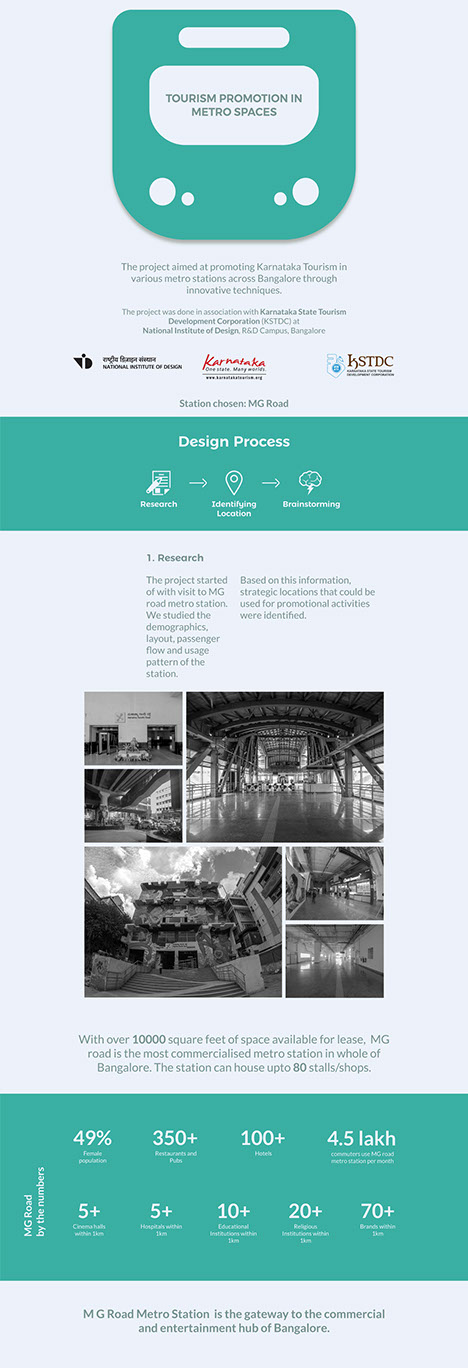 TOURISM PROMOTION IN
METRO SPACES
The project aimed at promoting Karnataka Tourism in
various metro stations across Bangalore through
innovative techniques.
The project was done in association with Karnataka State Tourism
Development Corporation (KSTDC) at
National Institute of Design, R&D Campus, Bangalore
राष्ट्रीय डिज़ाइन संस्थान
NATIONAL INSTITUTE OF DESIGN
Karnataka
One state. Many worlds.
www.karnatakatourism.org
KSTDC
KARNATAKA STATE TOURISM
DEVELOPMENT CORPORATION
Station chosen: MG Road
Design Process
Research
Identifying
Location
Brainstorming
1. Research
The project started
of with visit to MG
road metro station.
We studied the
demographics,
layout, passenger
flow and usage
pattern of the
station.
Based on this information,
strategic locations that could be
used for promotional activities
were identified.
With over 10000 square feet of space available for lease, MG
road is the most commercialised metro station in whole of
Bangalore. The station can house upto 80 stalls/shops.
MG Road
by the numbers
49%
Female
population
350+
Restaurants and
Pubs
100+
Hotels
4.5 lakh
commuters use MG road
metro station per month
5+
Cinema halls
within 1km
5+
Hospitals within
1km
10+
Educational
Institutions within
1km
20+
Religious
Institutions within
1km
70+
Brands within
1km
M G Road Metro Station is the gateway to the commercial
and entertainment hub of Bangalore.